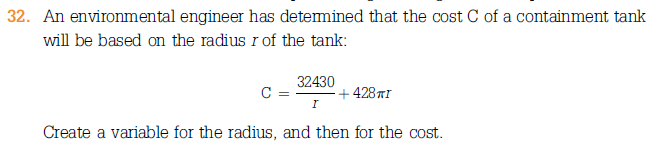 32. An environmental engineer has determined that the cost C of a containment tank
will be based on the radius r of the tank:
C = 32430/r + 428πr
Create a variable for the radius, and then for the cost.